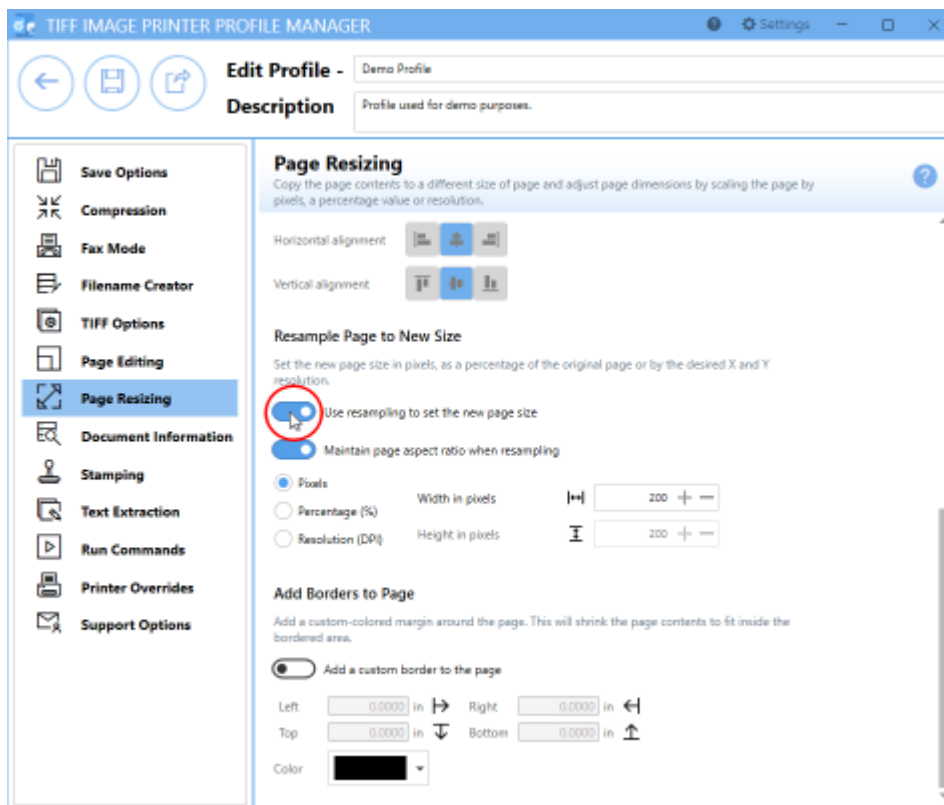 TIFF IMAGE PRINTER PROFILE MANAGER
Settings
Edit Profile - Demo Profile
Description Profile used for demo purposes.
Save Options
Compression
Fax Mode
Filename Creator
TIFF Options
Page Editing
Page Resizing
Document Information
Stamping
Text Extraction
Run Commands
Printer Overrides
Support Options
Page Resizing
Copy the page contents to a different size of page and adjust page dimensions by scaling the page by
pixels, a percentage value or resolution.
Horizontal alignment
Vertical alignment
Resample Page to New Size
Set the new page size in pixels, as a percentage of the original page or by the desired X and Y
resolution.
Use resampling to set the new page size
Maintain page aspect ratio when resampling
Pixels
Percentage (%)
Resolution (DPI)
Width in pixels 200
Height in pixels 200
Add Borders to Page
Add a custom-colored margin around the page. This will shrink the page contents to fit inside the
bordered area.
Add a custom border to the page
Left 0.0000 in Right 0.0000 in
Top 0.0000 in Bottom 0.0000 in
Color